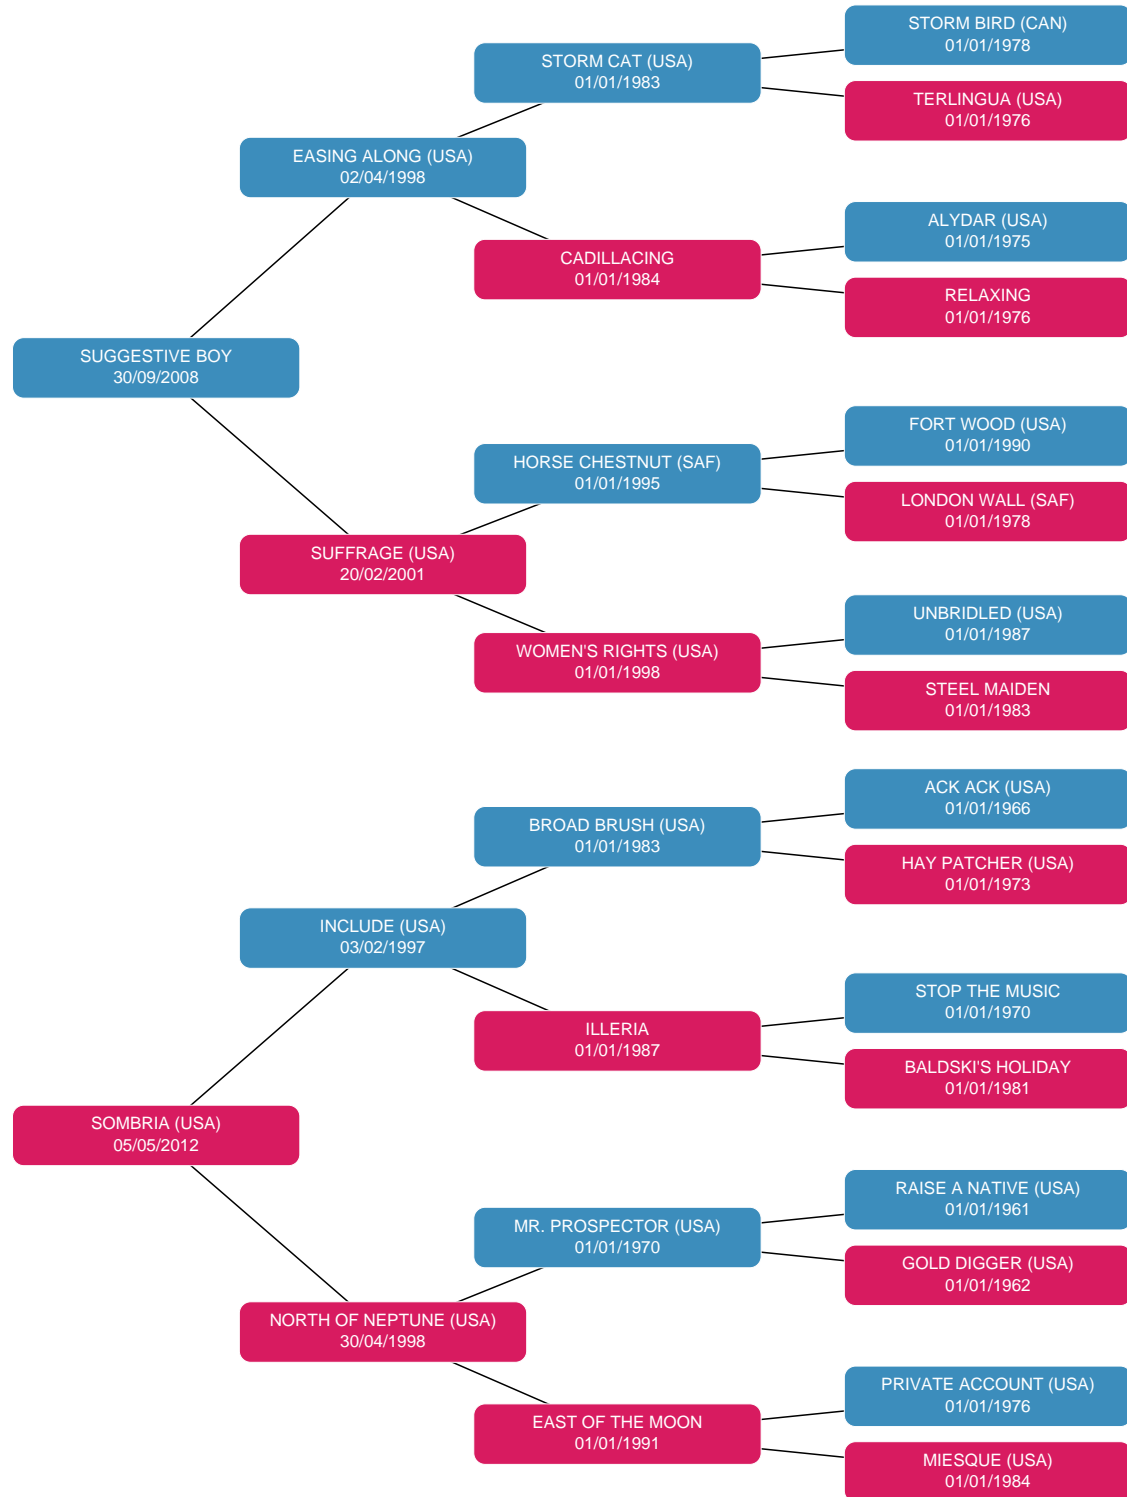 STORM BIRD (CAN)
01/01/1978
STORM CAT (USA)
01/01/1983
TERLINGUA (USA)
01/01/1976
EASING ALONG (USA)
02/04/1998
ALYDAR (USA)
01/01/1975
CADILLACING
01/01/1984
RELAXING
01/01/1976
SUGGESTIVE BOY
30/09/2008
FORT WOOD (USA)
01/01/1990
HORSE CHESTNUT (SAF)
01/01/1995
LONDON WALL (SAF)
01/01/1978
SUFFRAGE (USA)
20/02/2001
UNBRIDLED (USA)
01/01/1987
WOMEN'S RIGHTS (USA)
01/01/1998
STEEL MAIDEN
01/01/1983
ACK ACK (USA)
01/01/1966
BROAD BRUSH (USA)
01/01/1983
HAY PATCHER (USA)
01/01/1973
INCLUDE (USA)
03/02/1997
STOP THE MUSIC
01/01/1970
ILLERIA
01/01/1987
BALDSKI'S HOLIDAY
01/01/1981
SOMBRIA (USA)
05/05/2012
RAISE A NATIVE (USA)
01/01/1961
MR. PROSPECTOR (USA)
01/01/1970
GOLD DIGGER (USA)
01/01/1962
NORTH OF NEPTUNE (USA)
30/04/1998
PRIVATE ACCOUNT (USA)
01/01/1976
EAST OF THE MOON
01/01/1991
MIESQUE (USA)
01/01/1984